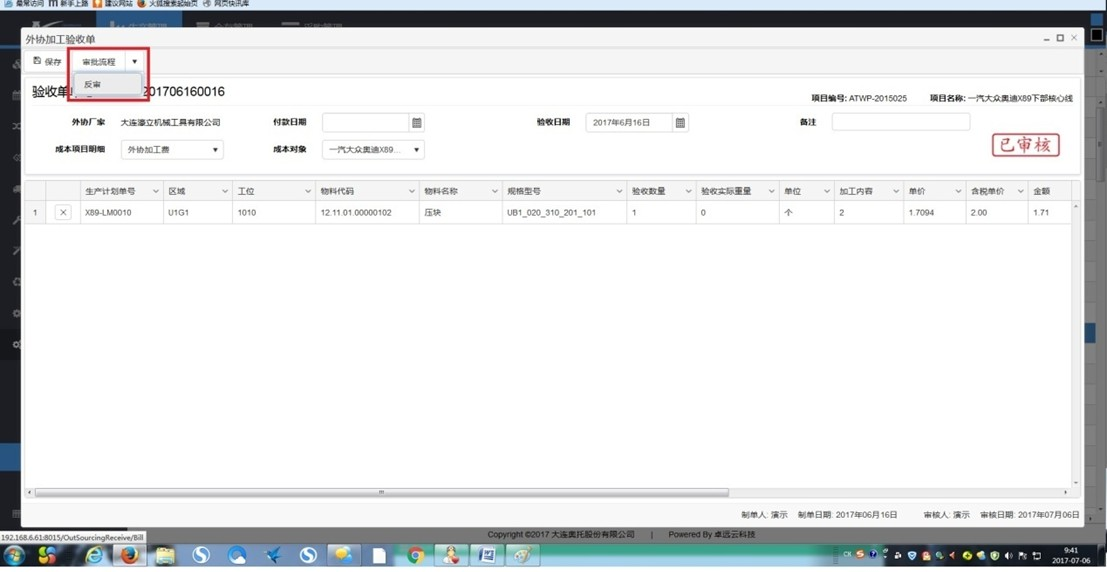 最常访问 新手上路 建议网站 火狐搜索起始页 网页快讯库
外协加工验收单
保存 审批流程
反审
验收单
201706160016
项目编号: ATWP-2015025 项目名称: 一汽大众奥迪X89下部核心线
外协厂家 大连濠立机械工具有限公司 付款日期 验收日期 2017年6月16日 备注
成本项目明细 外协加工费 成本对象 一汽大众奥迪X89...
已审核
生产计划单号 区域 工位 物料代码 物料名称 规格型号 验收数量 验收实际重量 单位 加工内容 单价 含税单价 金额
1 X89-LM0010 U1G1 1010 12.11.01.00000102 压块 UB1_020_310_201_101 1 0 个 2 1.7094 2.00 1.71
制单人: 演示 制单日期: 2017年06月16日 审核人: 演示 审核日期: 2017年07月06日
192.168.6.61:8015/OutSourcingReceive/Bill
Copyright ©2017 大连奥托股份有限公司 | Powered By 卓远云科技
CH
9:41
2017-07-06